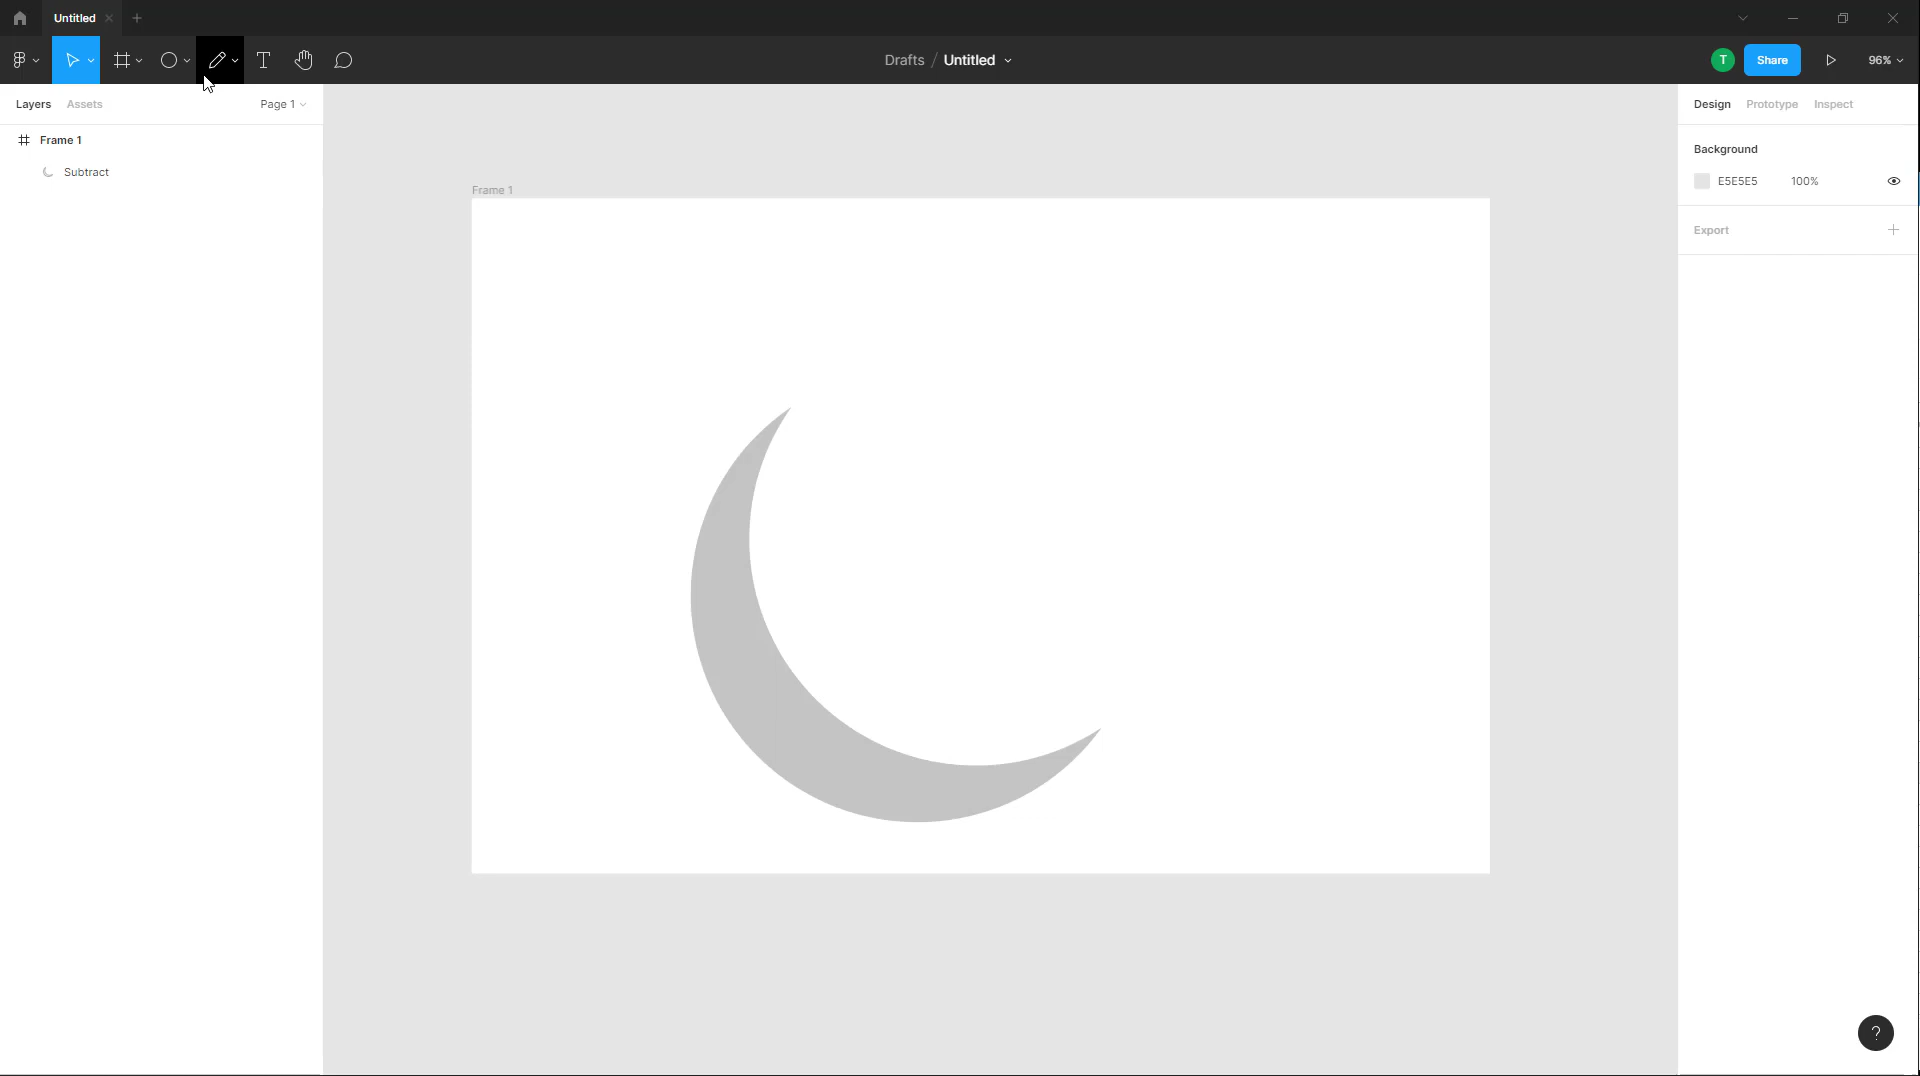 Untitled
Drafts / Untitled
T
Share
96%
Layers Assets Page 1
Design Prototype Inspect
Frame 1
Subtract
Background
E5E5E5 100%
Export
Frame 1
?